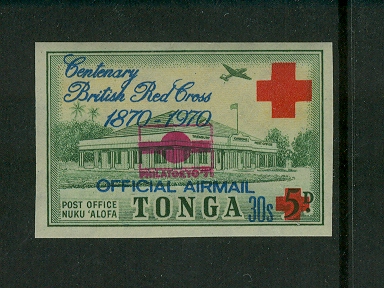 Centenary
British Red Cross
1870-1970
PHILATOKYO '71
OFFICIAL AIRMAIL
POST OFFICE
NUKU 'ALOFA
TONGA
30s
5D.